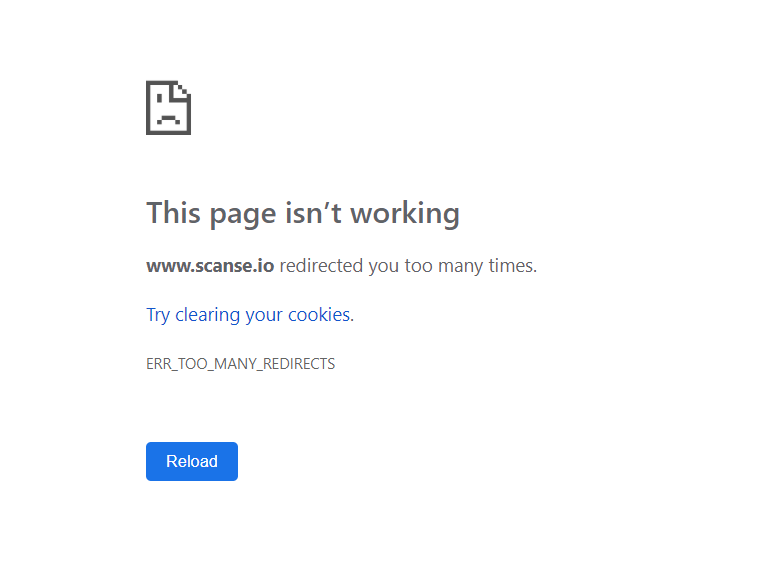 This page isn’t working
www.scanse.io redirected you too many times.
Try clearing your cookies.
ERR_TOO_MANY_REDIRECTS
Reload